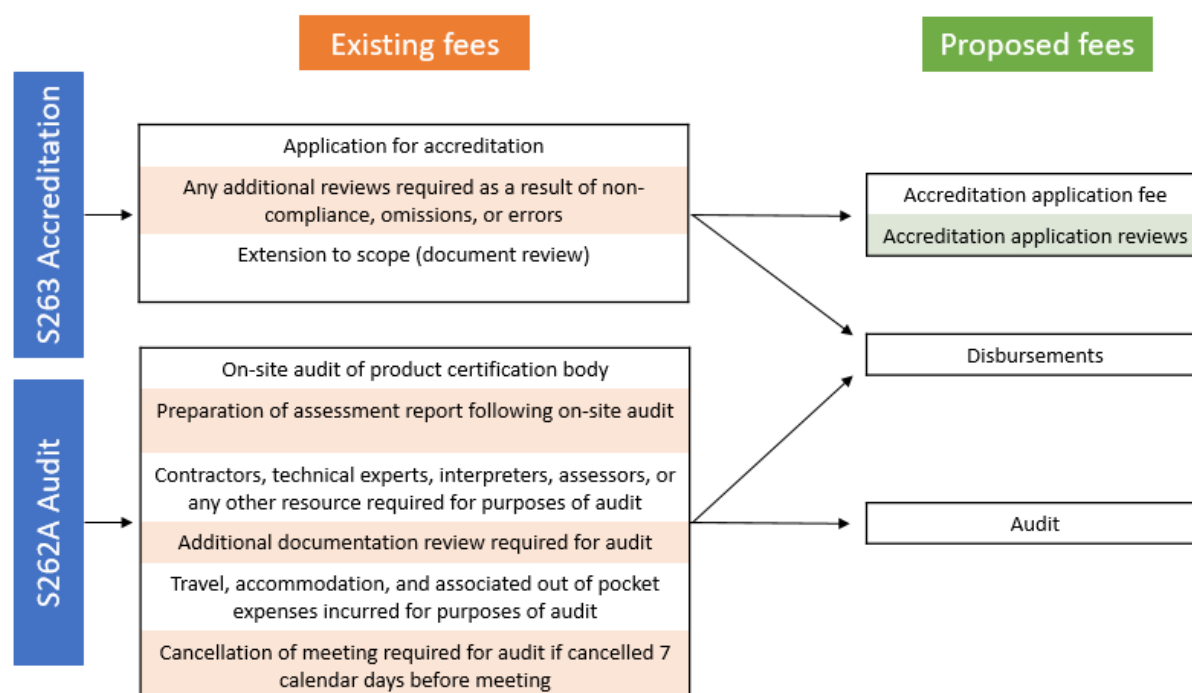 Existing fees
Proposed fees
S263 Accreditation
Application for accreditation
Any additional reviews required as a result of non-
compliance, omissions, or errors
Extension to scope (document review)
Accreditation application fee
Accreditation application reviews
Disbursements
S262A Audit
On-site audit of product certification body
Preparation of assessment report following on-site audit
Contractors, technical experts, interpreters, assessors, or
any other resource required for purposes of audit
Additional documentation review required for audit
Travel, accommodation, and associated out of pocket
expenses incurred for purposes of audit
Cancellation of meeting required for audit if cancelled 7
calendar days before meeting
Audit